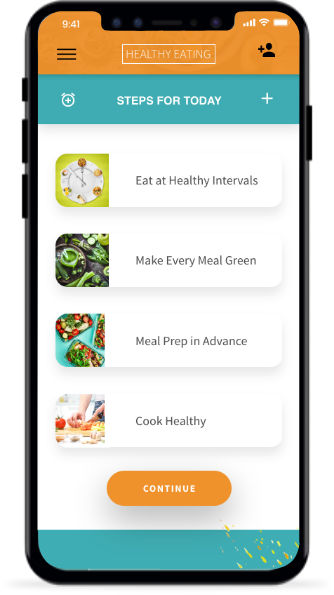 9:41
HEALTHY EATING
STEPS FOR TODAY
Eat at Healthy Intervals
Make Every Meal Green
Meal Prep in Advance
Cook Healthy
CONTINUE